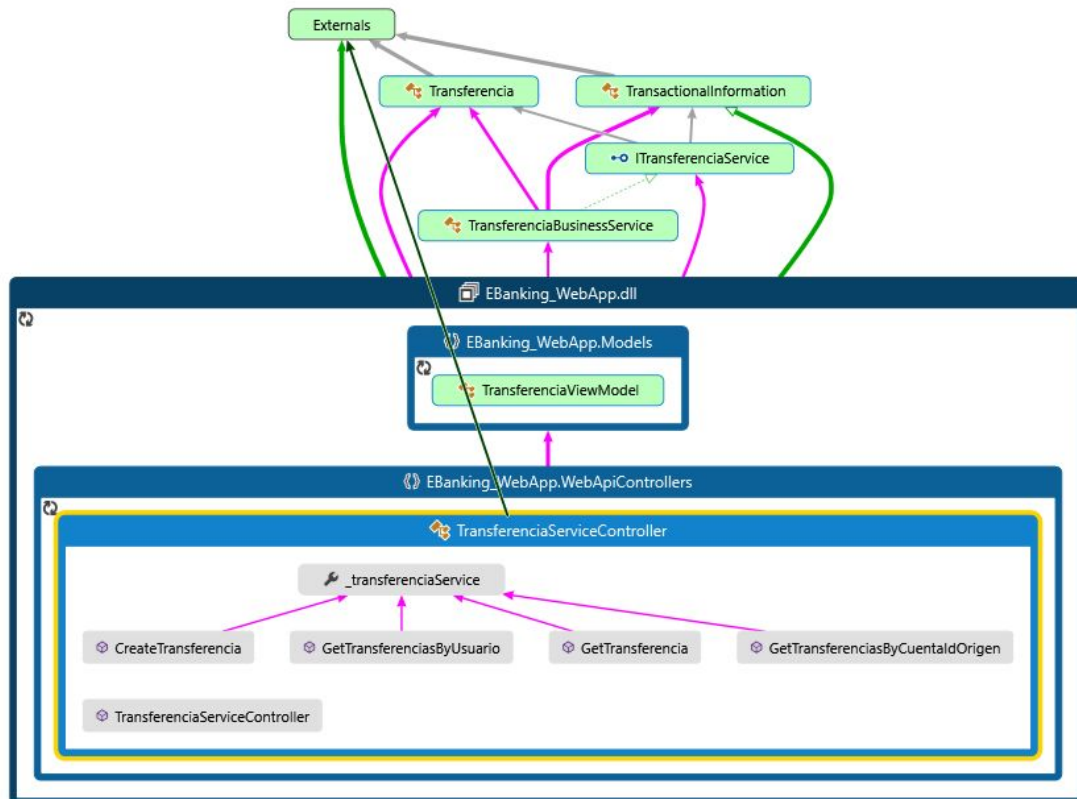 Externals
Transferencia
TransactionalInformation
ITransferenciaService
TransferenciaBusinessService
EBanking_WebApp.dll
EBanking_WebApp.Models
TransferenciaViewModel
EBanking_WebApp.WebApiControllers
TransferenciaServiceController
_transferenciaService
CreateTransferencia
GetTransferenciasByUsuario
GetTransferencia
GetTransferenciasByCuentaIdOrigen
TransferenciaServiceController